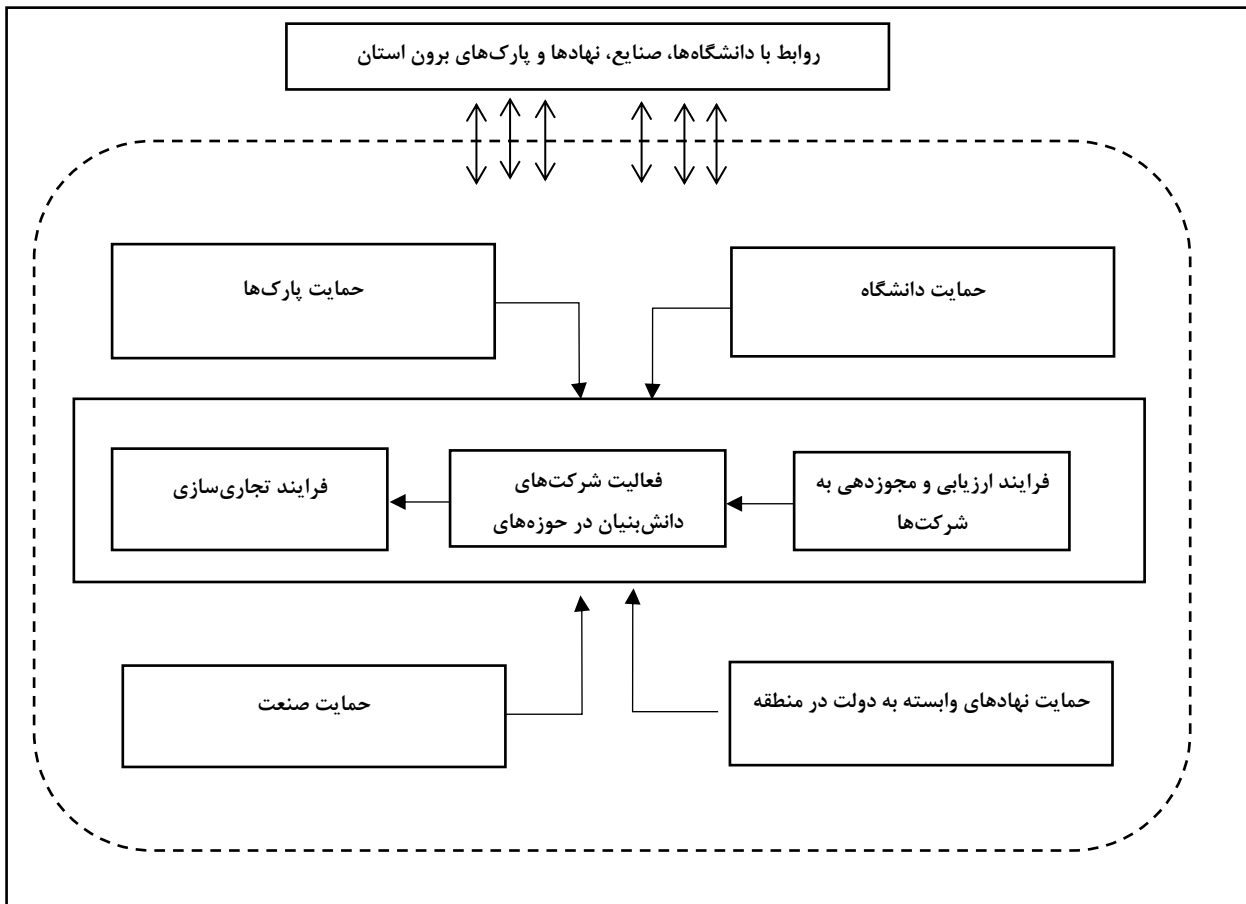 روابط با دانشگاه‌ها، صنایع، نهادها و پارک‌های برون استان
حمایت دانشگاه
حمایت پارک‌ها
فرایند ارزیابی و مجوزدهی به
شرکت‌ها
فعالیت شرکت‌های
دانش‌بنیان در حوزه‌های
فرایند تجاری‌سازی
حمایت نهادهای وابسته به دولت در منطقه
حمایت صنعت